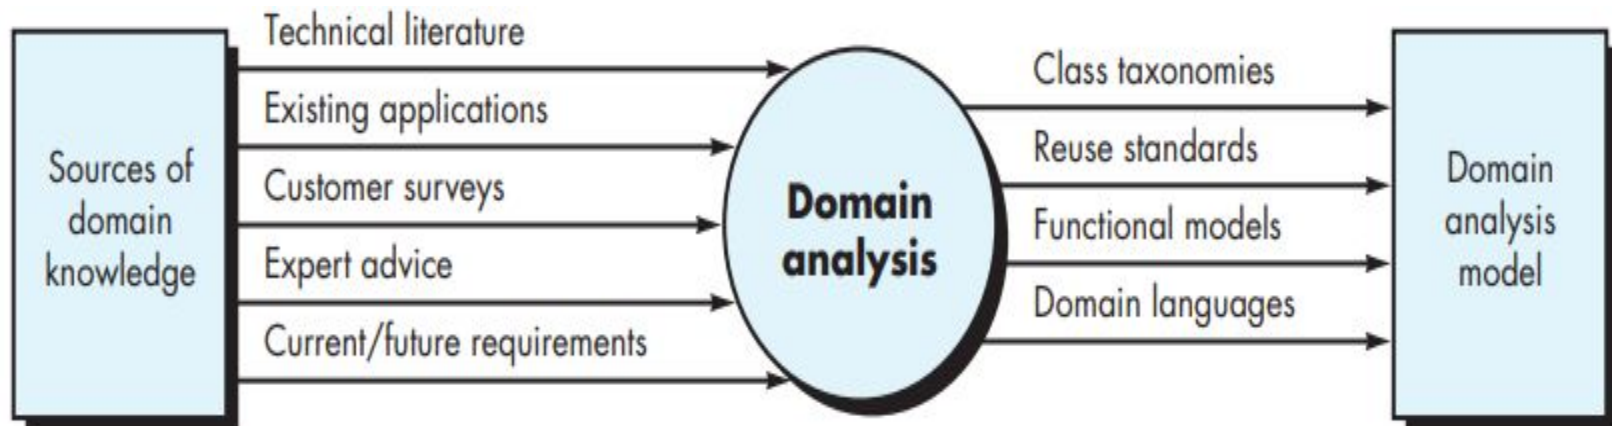 Sources of
domain
knowledge
Technical literature
Existing applications
Customer surveys
Expert advice
Current/future requirements
Domain
analysis
Class taxonomies
Reuse standards
Functional models
Domain languages
Domain
analysis
model